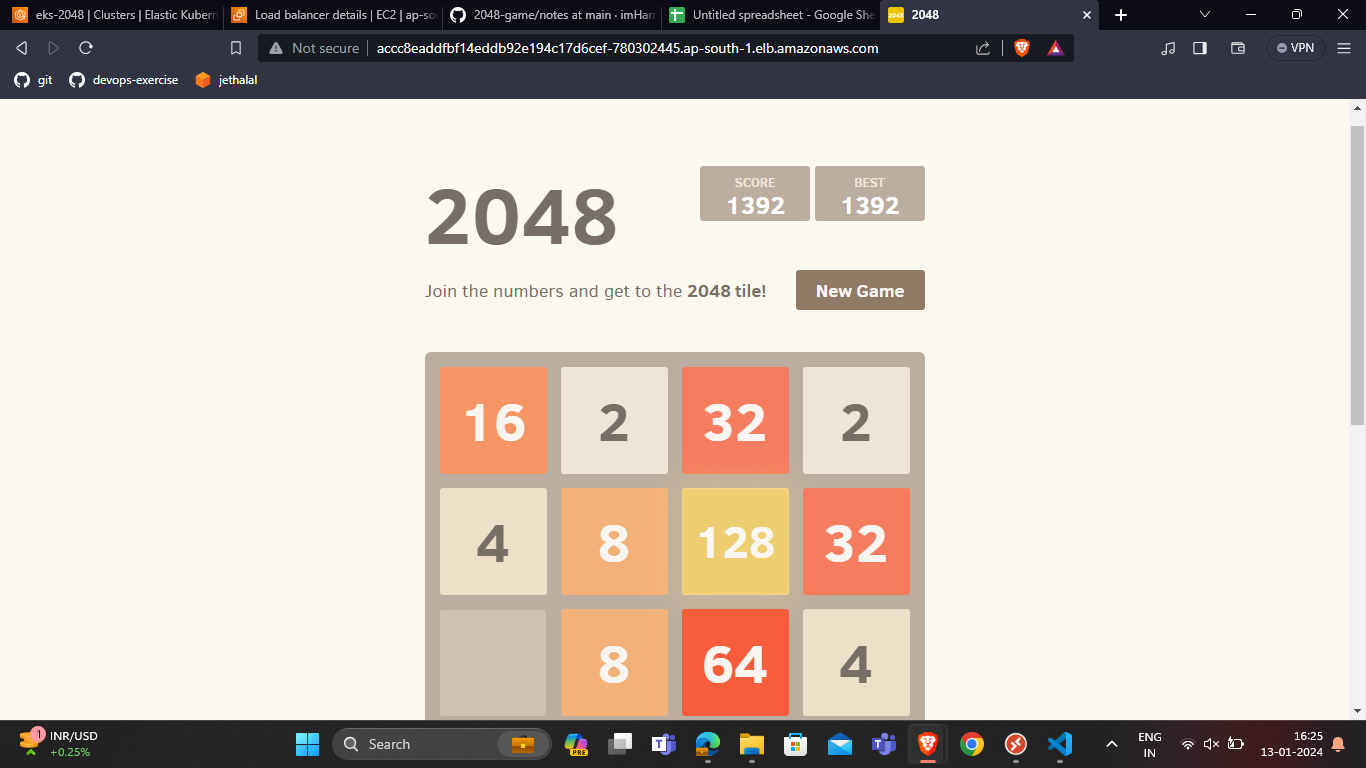 eks-2048 | Clusters | Elastic Kubern
Load balancer details | EC2 | ap-so
2048-game/notes at main · imHar
Untitled spreadsheet - Google She
2048
2048
Not secure
accc8eaddfbf14eddb92e194c17d6cef-780302445.ap-south-1.elb.amazonaws.com
VPN
git
devops-exercise
jethalal
2048
SCORE
1392
BEST
1392
Join the numbers and get to the 2048 tile!
New Game
16 2 32 2
4 8 128 32
8 64 4
1
INR/USD
+0.25%
Search
PRE
ENG
IN
16:25
13-01-2024